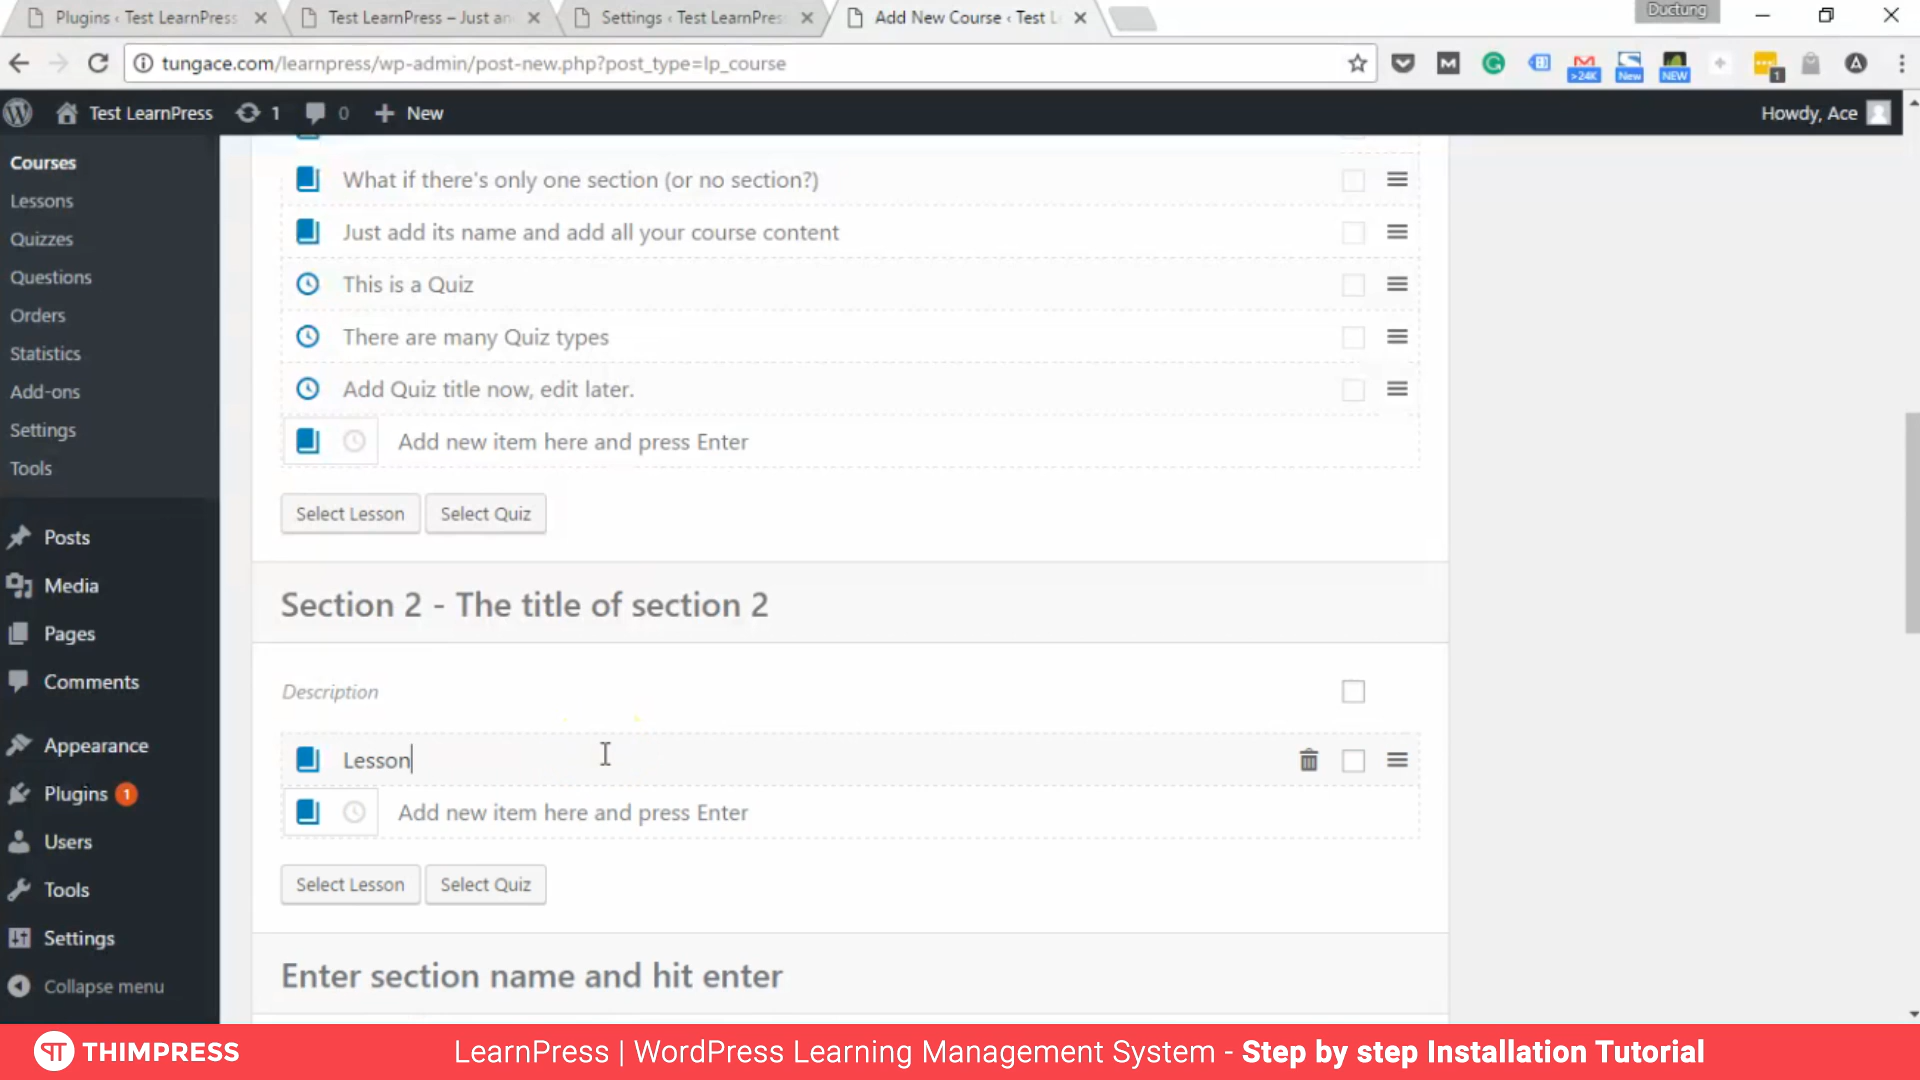 Plugins ‹ Test LearnPress
Test LearnPress – Just an
Settings ‹ Test LearnPres
Add New Course ‹ Test L
Ductung
tungace.com/learnpress/wp-admin/post-new.php?post_type=lp_course
>24K
New
NEW
1
Test LearnPress
1
0
New
Howdy, Ace
Courses
Lessons
Quizzes
Questions
Orders
Statistics
Add-ons
Settings
Tools
Posts
Media
Pages
Comments
Appearance
Plugins 1
Users
Tools
Settings
Collapse menu
What if there's only one section (or no section?)
Just add its name and add all your course content
This is a Quiz
There are many Quiz types
Add Quiz title now, edit later.
Add new item here and press Enter
Select Lesson
Select Quiz
Section 2 - The title of section 2
Description
Lesson
Add new item here and press Enter
Select Lesson
Select Quiz
Enter section name and hit enter
THIMPRESS
LearnPress | WordPress Learning Management System - Step by step Installation Tutorial